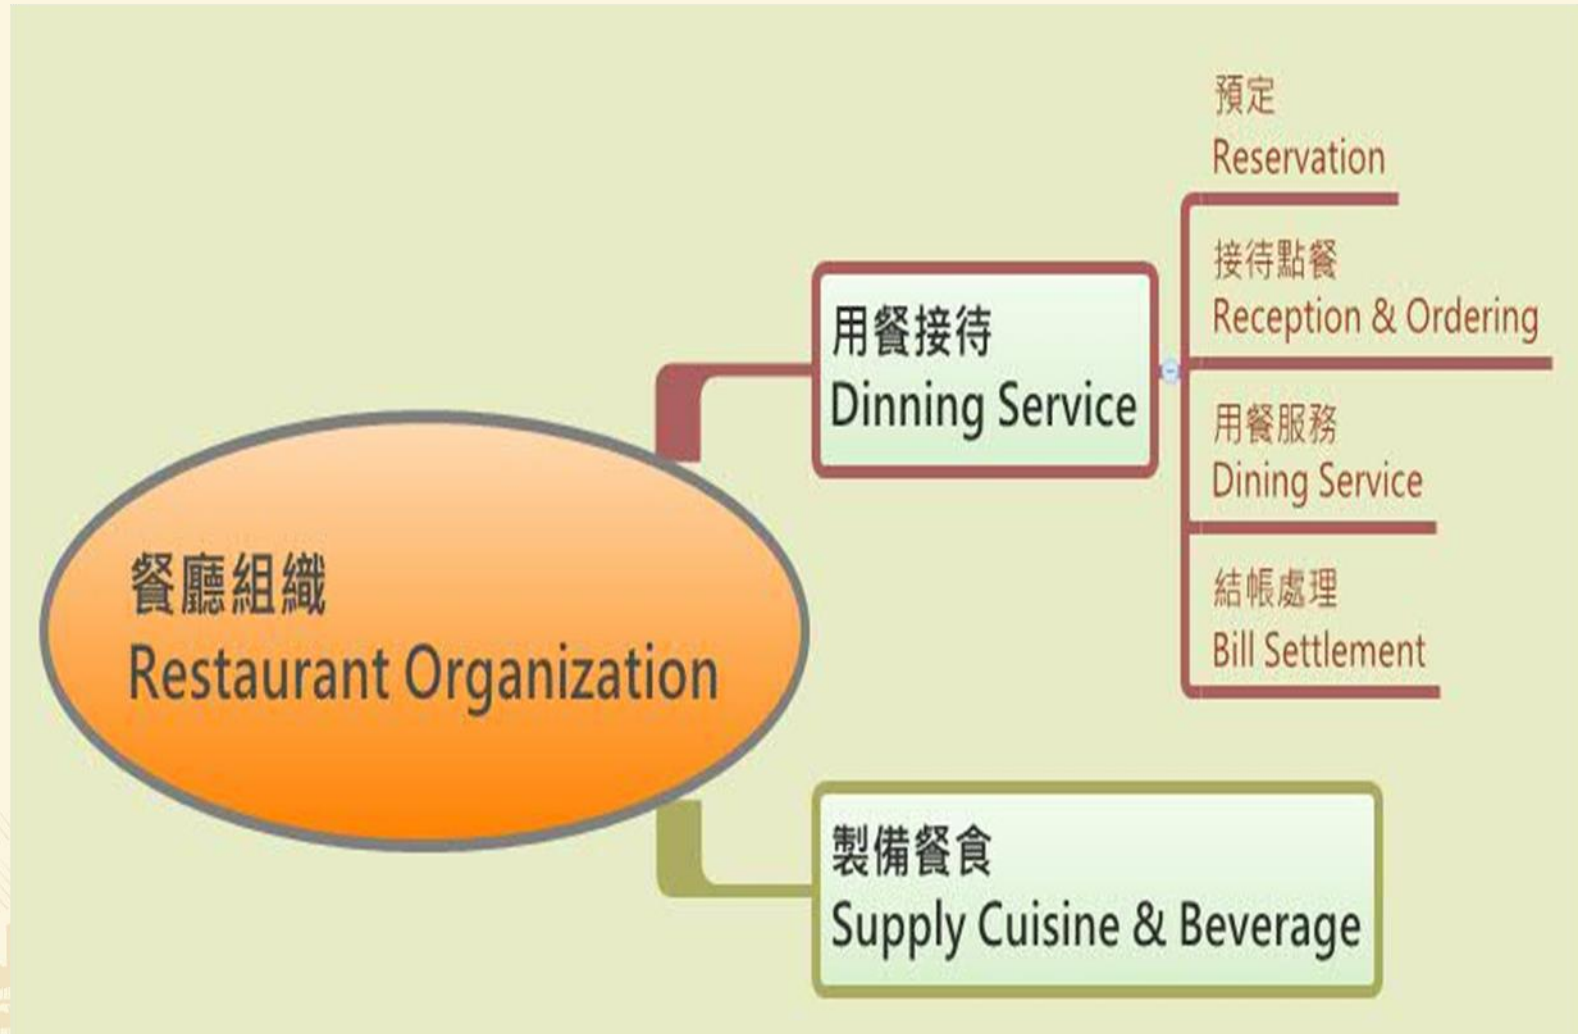 餐廳組織
Restaurant Organization
用餐接待
Dinning Service
預定
Reservation
接待點餐
Reception & Ordering
用餐服務
Dining Service
結帳處理
Bill Settlement
製備餐食
Supply Cuisine & Beverage